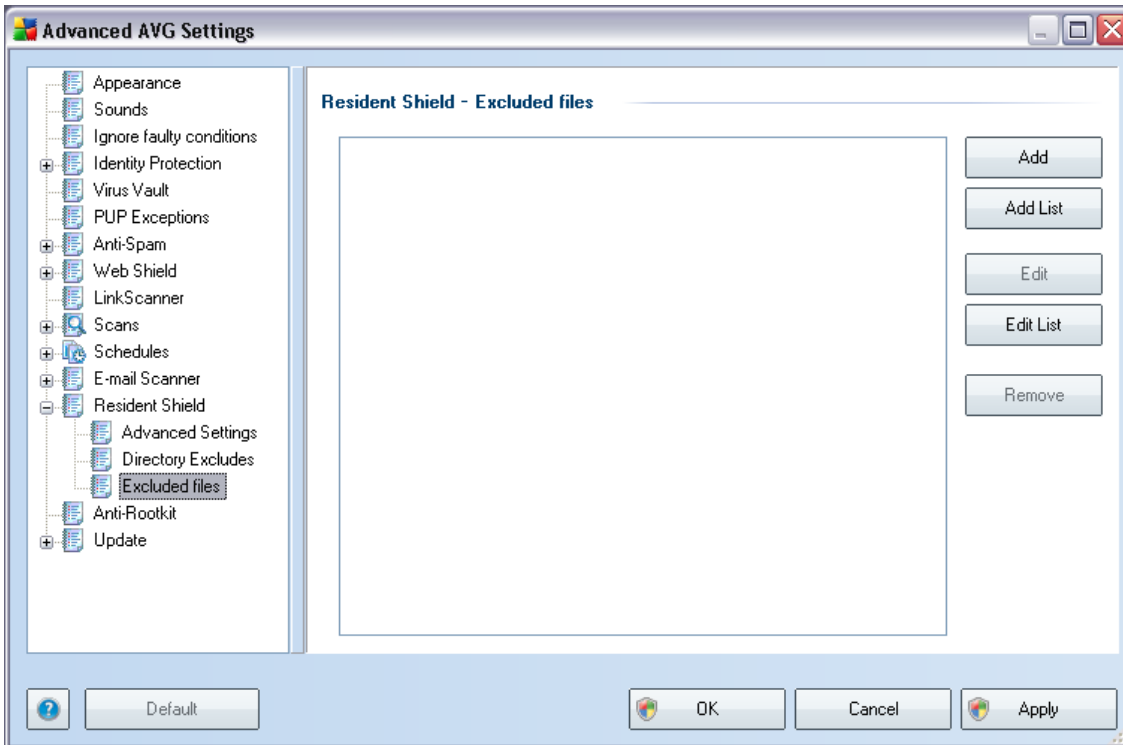 Advanced AVG Settings
Appearance
Sounds
Ignore faulty conditions
Identity Protection
Virus Vault
PUP Exceptions
Anti-Spam
Web Shield
LinkScanner
Scans
Schedules
E-mail Scanner
Resident Shield
Advanced Settings
Directory Excludes
Excluded files
Anti-Rootkit
Update
Resident Shield - Excluded files
Add
Add List
Edit
Edit List
Remove
Default
OK
Cancel
Apply